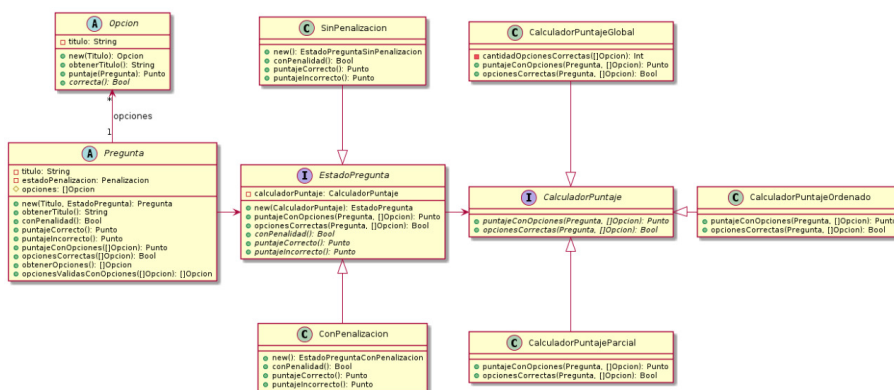 A Opcion
titulo: String
new(Titulo): Opcion
obtenerTitulo(): String
puntaje(Pregunta): Punto
correcta(): Bool
C SinPenalizacion
new(): EstadoPreguntaSinPenalizacion
conPenalidad(): Bool
puntajeCorrecto(): Punto
puntajeIncorrecto(): Punto
C CalculadorPuntajeGlobal
cantidadOpcionesCorrectas([]Opcion): Int
puntajeConOpciones(Pregunta, []Opcion): Punto
opcionesCorrectas(Pregunta, []Opcion): Bool
*
opciones
1
A Pregunta
titulo: String
estadoPenalizacion: Penalizacion
opciones: []Opcion
new(Titulo, EstadoPregunta): Pregunta
obtenerTitulo(): String
conPenalidad(): Bool
puntajeCorrecto(): Punto
puntajeIncorrecto(): Punto
puntajeConOpciones([]Opcion): Punto
opcionesCorrectas([]Opcion): Bool
obtenerOpciones(): []Opcion
opcionesValidasConOpciones([]Opcion): []Opcion
I EstadoPregunta
calculadorPuntaje: CalculadorPuntaje
new(CalculadorPuntaje): EstadoPregunta
puntajeConOpciones(Pregunta, []Opcion): Punto
opcionesCorrectas(Pregunta, []Opcion): Bool
conPenalidad(): Bool
puntajeCorrecto(): Punto
puntajeIncorrecto(): Punto
I CalculadorPuntaje
puntajeConOpciones(Pregunta, []Opcion): Punto
opcionesCorrectas(Pregunta, []Opcion): Bool
C CalculadorPuntajeOrdenado
puntajeConOpciones(Pregunta, []Opcion): Punto
opcionesCorrectas(Pregunta, []Opcion): Bool
C ConPenalizacion
new(): EstadoPreguntaConPenalizacion
conPenalidad(): Bool
puntajeCorrecto(): Punto
puntajeIncorrecto(): Punto
C CalculadorPuntajeParcial
puntajeConOpciones(Pregunta, []Opcion): Punto
opcionesCorrectas(Pregunta, []Opcion): Bool